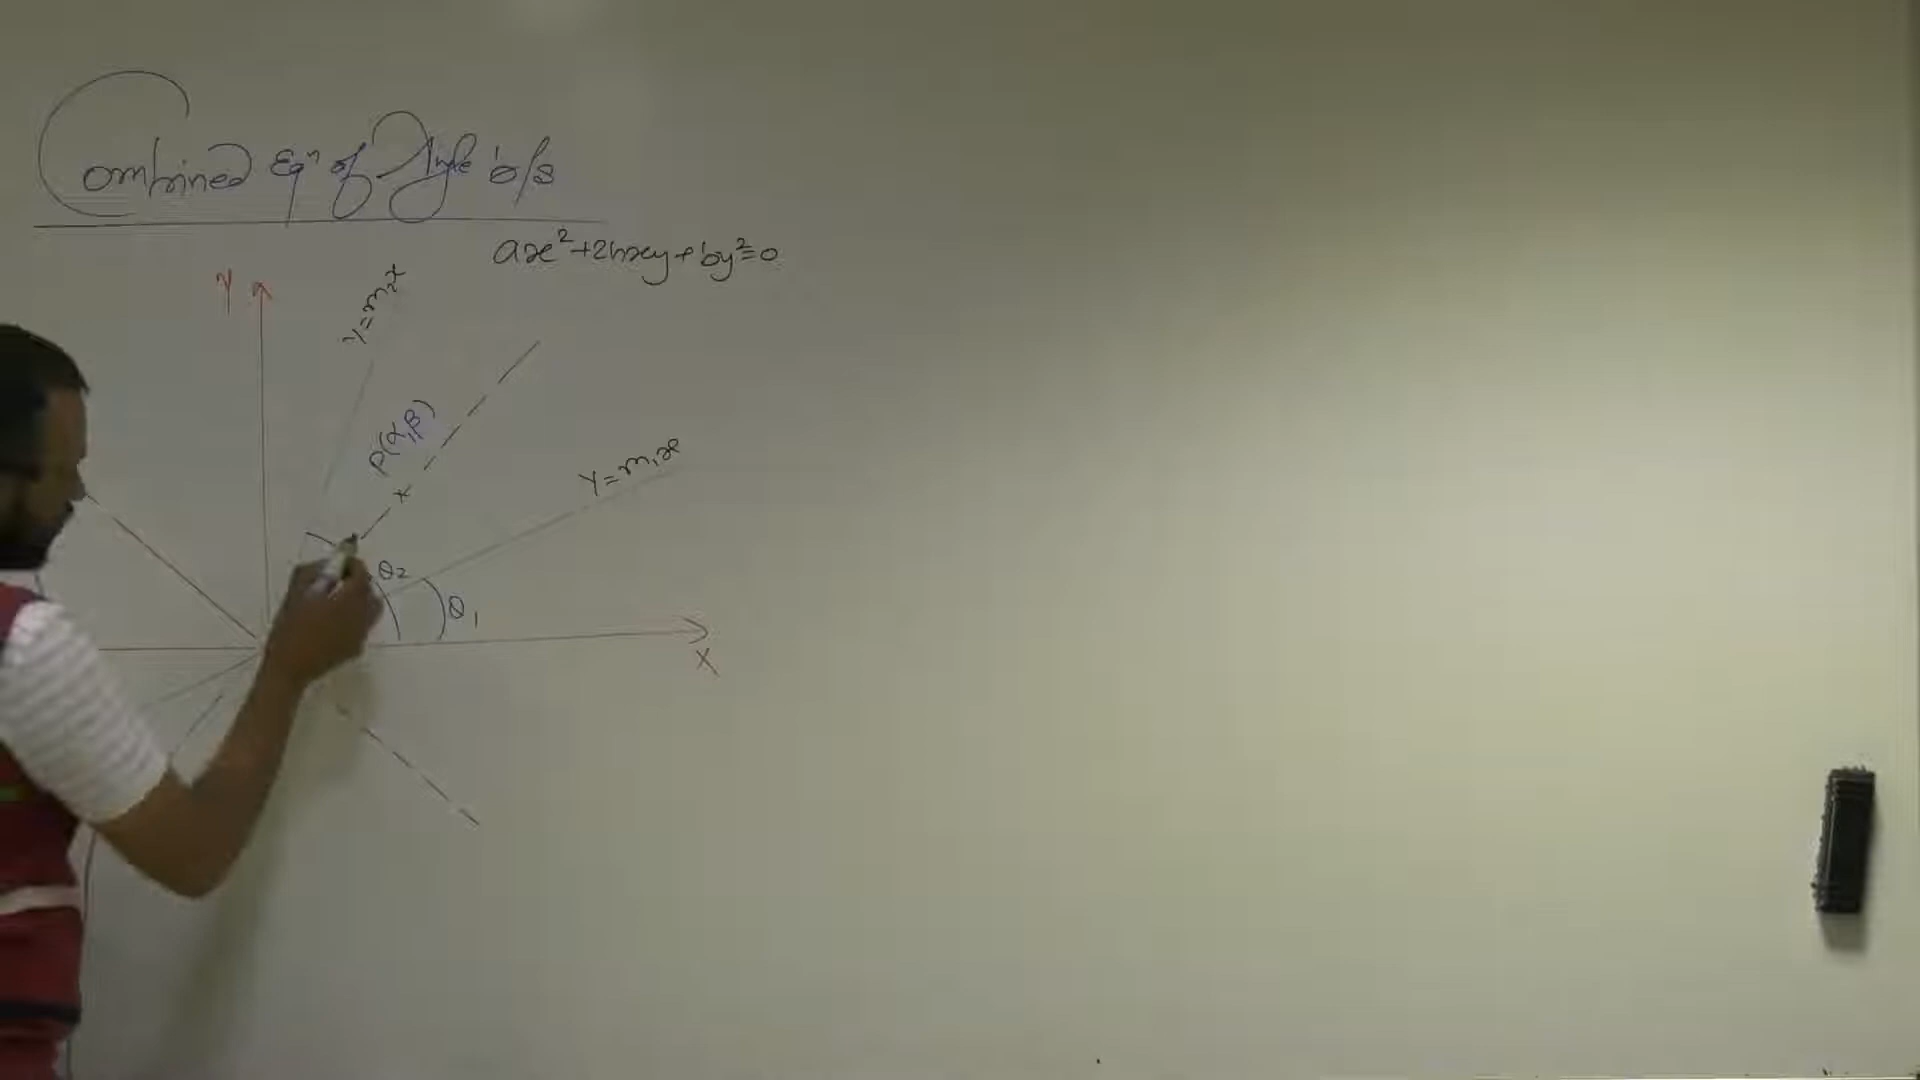 Combined Eqⁿ of Angle b/s
ax²+2hxy+by²=0
Y
Y=m₂x
P(α,β)
Y=m₁x
θ₂
θ₁
X